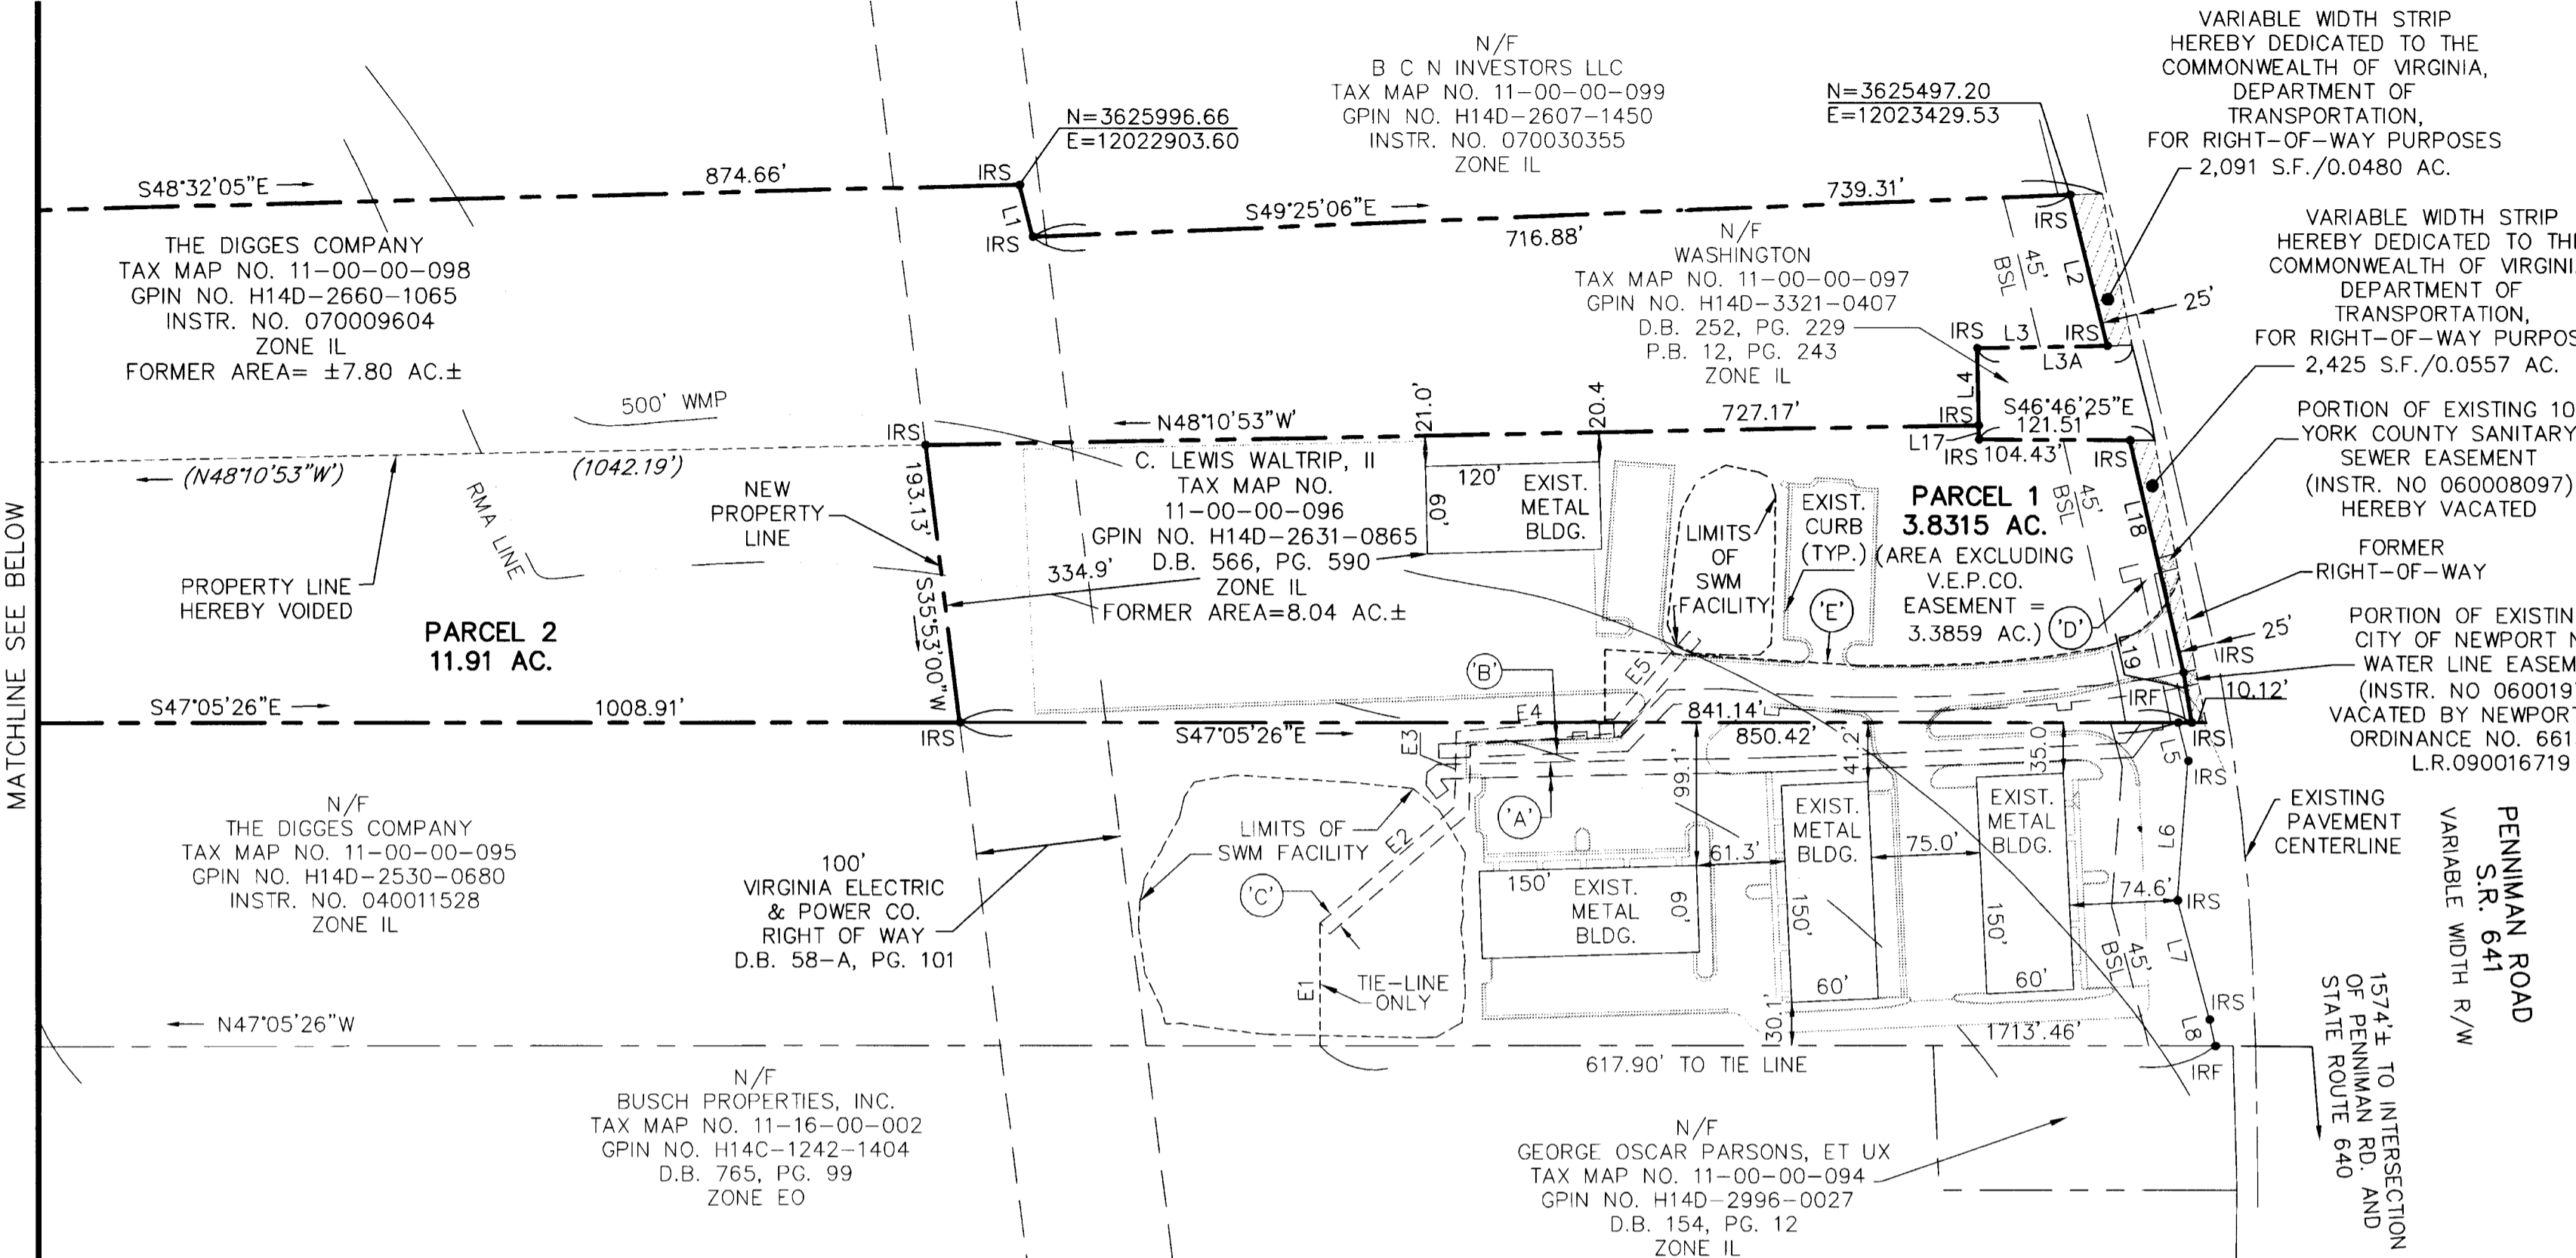 VARIABLE WIDTH STRIP
HEREBY DEDICATED TO THE
COMMONWEALTH OF VIRGINIA,
DEPARTMENT OF
TRANSPORTATION,
FOR RIGHT-OF-WAY PURPOSES
2,091 S.F./0.0480 AC.
N/F
B C N INVESTORS LLC
TAX MAP NO. 11-00-00-099
GPIN NO. H14D-2607-1450
INSTR. NO. 070030355
ZONE IL
N=3625996.66
E=12022903.60
N=3625497.20
E=12023429.53
S48°32'05"E
874.66'
IRS
L1
IRS
S49°25'06"E
739.31'
716.88'
IRS
45'
BSL
L2
25'
THE DIGGES COMPANY
TAX MAP NO. 11-00-00-098
GPIN NO. H14D-2660-1065
INSTR. NO. 070009604
ZONE IL
FORMER AREA= ±7.80 AC.±
N/F
WASHINGTON
TAX MAP NO. 11-00-00-097
GPIN NO. H14D-3321-0407
D.B. 252, PG. 229
P.B. 12, PG. 243
ZONE IL
VARIABLE WIDTH STRIP
HEREBY DEDICATED TO TH
COMMONWEALTH OF VIRGINI
DEPARTMENT OF
TRANSPORTATION,
FOR RIGHT-OF-WAY PURPOS
2,425 S.F./0.0557 AC.
IRS
L3
IRS
L3A
L4
500' WMP
(N48°10'53"W')
(1042.19')
IRS
N48°10'53"W'
21.0'
20.4
727.17'
IRS
S46°46'25"E
121.51'
L17
IRS
104.43'
IRS
PORTION OF EXISTING 10
YORK COUNTY SANITARY
SEWER EASEMENT
(INSTR. NO 060008097)
HEREBY VACATED
RMA LINE
NEW
PROPERTY
LINE
193.13'
S35°53'00"W
C. LEWIS WALTRIP, II
TAX MAP NO.
11-00-00-096
GPIN NO. H14D-2631-0865
D.B. 566, PG. 590
ZONE IL
FORMER AREA=8.04 AC.±
334.9'
120'
60'
EXIST.
METAL
BLDG.
LIMITS
OF
SWM
FACILITY
EXIST.
CURB
(TYP.)
PARCEL 1
3.8315 AC.
(AREA EXCLUDING
V.E.P.CO.
EASEMENT =
3.3859 AC.)
45'
BSL
L18
'E'
'D'
FORMER
RIGHT-OF-WAY
PROPERTY LINE
HEREBY VOIDED
PARCEL 2
11.91 AC.
MATCHLINE SEE BELOW
PORTION OF EXISTIN
CITY OF NEWPORT N
WATER LINE EASEM
(INSTR. NO 060019
VACATED BY NEWPORT
ORDINANCE NO. 661
L.R.090016719
25'
L19
IRS
IRF
10.12'
S47°05'26"E
1008.91'
IRS
S47°05'26"E
'B'
E5
E4
E3
841.14'
850.42'
IRS
L5
IRS
99.1'
41.2'
35.0
'A'
E2
N/F
THE DIGGES COMPANY
TAX MAP NO. 11-00-00-095
GPIN NO. H14D-2530-0680
INSTR. NO. 040011528
ZONE IL
100'
VIRGINIA ELECTRIC
& POWER CO.
RIGHT OF WAY
D.B. 58-A, PG. 101
LIMITS OF
SWM FACILITY
'C'
61.3'
150'
EXIST.
METAL
BLDG.
60'
EXIST.
METAL
BLDG.
150'
60'
75.0'
EXIST.
METAL
BLDG.
150'
60'
L6
74.6'
IRS
EXISTING
PAVEMENT
CENTERLINE
PENNIMAN ROAD
S.R. 641
VARIABLE WIDTH R/W
L7
45'
BSL
IRS
L8
IRF
E1
TIE-LINE
ONLY
30.1'
1713'.46'
N47°05'26"W
617.90' TO TIE LINE
1574'± TO INTERSECTION
OF PENNIMAN RD. AND
STATE ROUTE 640
N/F
BUSCH PROPERTIES, INC.
TAX MAP NO. 11-16-00-002
GPIN NO. H14C-1242-1404
D.B. 765, PG. 99
ZONE EO
N/F
GEORGE OSCAR PARSONS, ET UX
TAX MAP NO. 11-00-00-094
GPIN NO. H14D-2996-0027
D.B. 154, PG. 12
ZONE IL